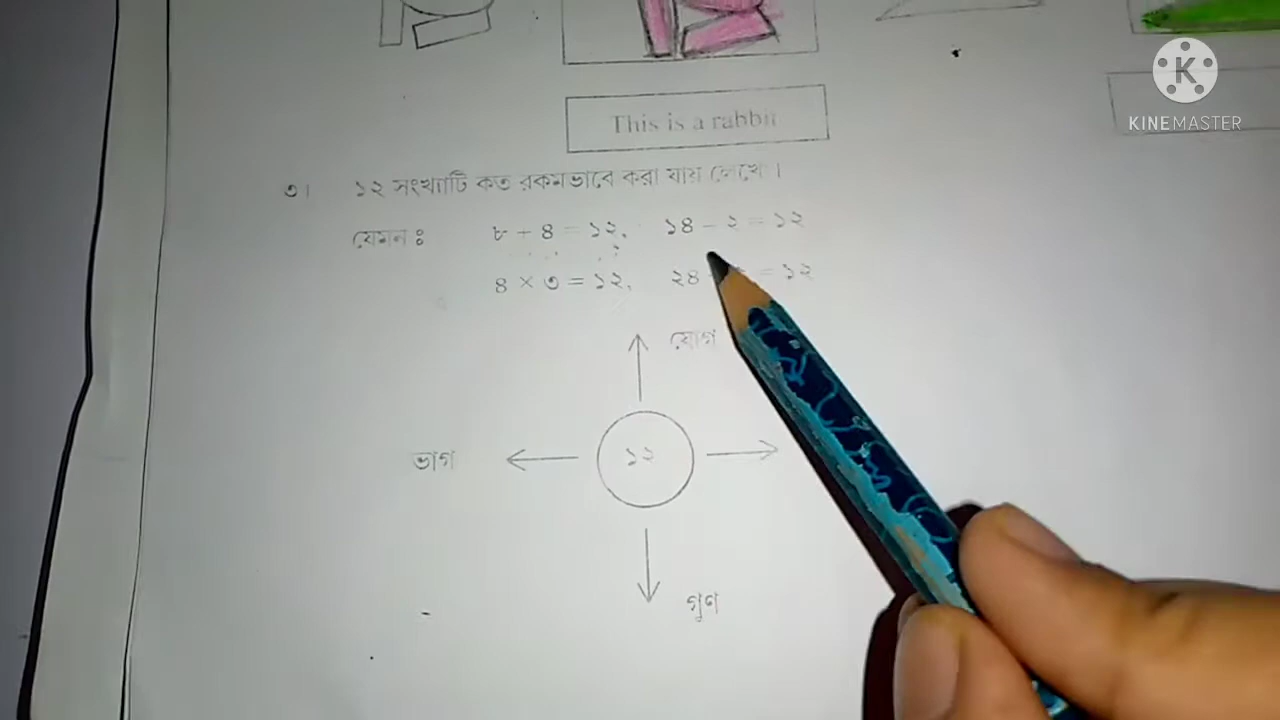 This is a rabbit
K
KINEMASTER
৩। ১২ সংখ্যাটি কত রকমভাবে করা যায় লেখো।
যেমন ঃ ৮ + ৪ = ১২, ১৪ – ২ = ১২
৪ × ৩ = ১২, ২৪ = ১২
যোগ
ভাগ
১২
গুণ